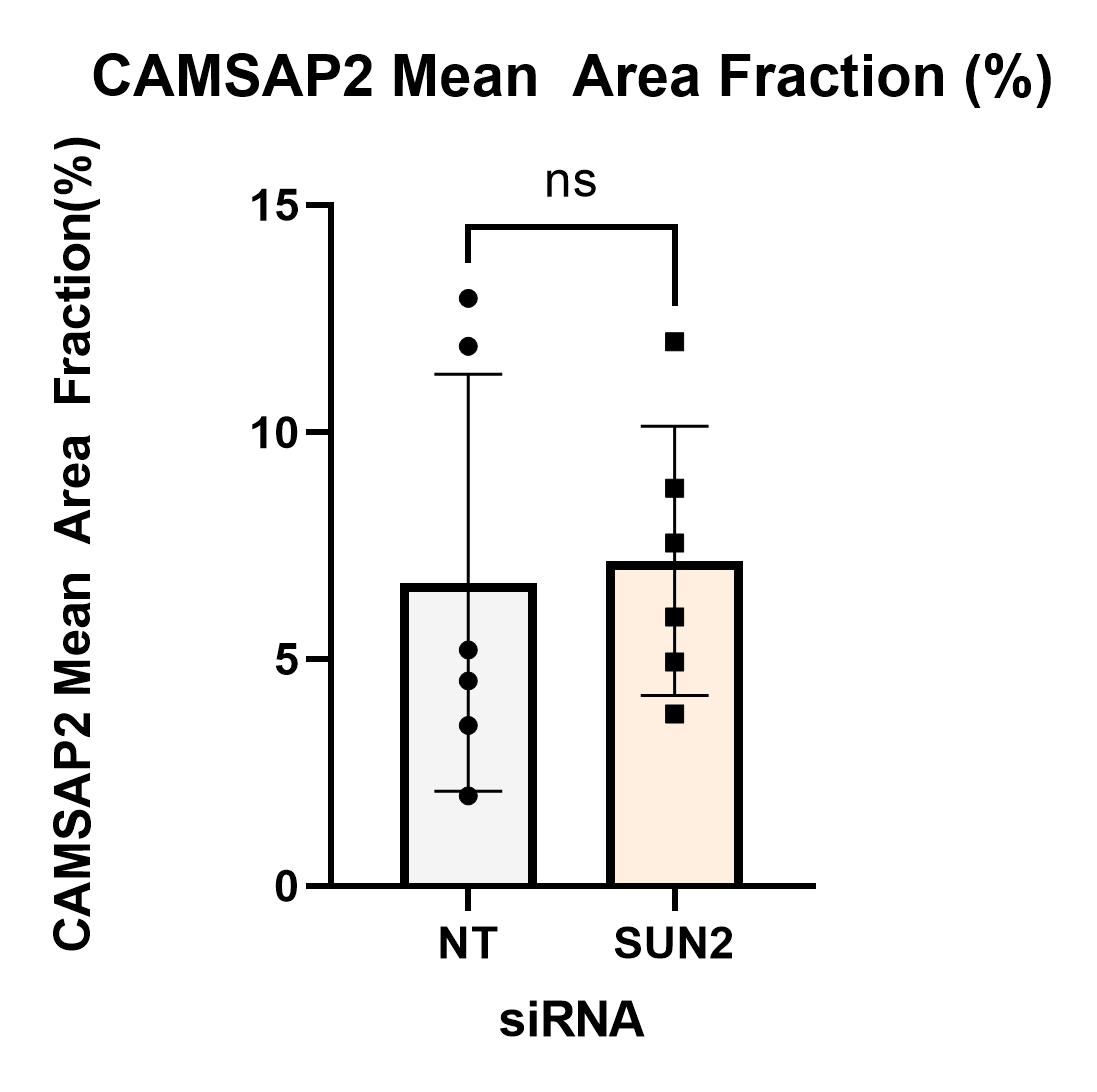 CAMSAP2 Mean  Area Fraction (%)
CAMSAP2 Mean  Area  Fraction(%)
ns
15
10
5
0
NT
SUN2
siRNA